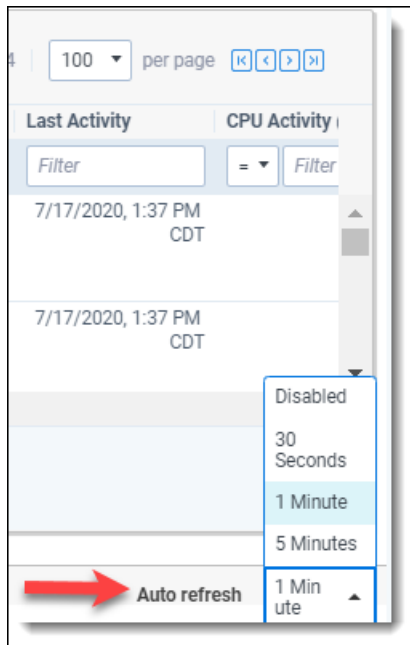 4 100 per page
Last Activity CPU Activity (
Filter = Filter
7/17/2020, 1:37 PM
CDT
7/17/2020, 1:37 PM
CDT
Disabled
30
Seconds
1 Minute
5 Minutes
Auto refresh 1 Min
ute